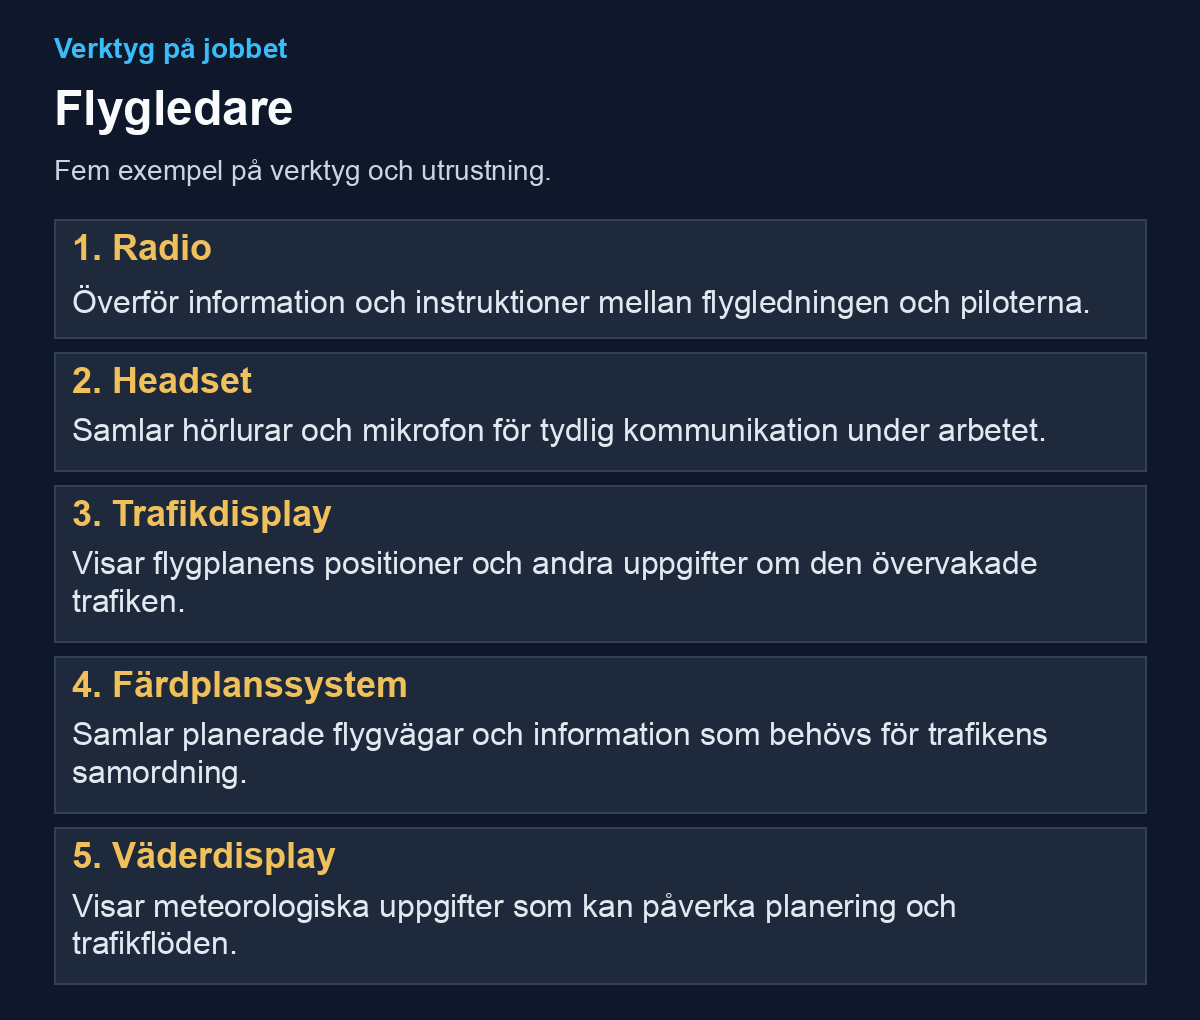 Verktyg på jobbet
Flygledare
Fem exempel på verktyg och utrustning.
1. Radio
Överför information och instruktioner mellan flygledningen och piloterna.
2. Headset
Samlar hörlurar och mikrofon för tydlig kommunikation under arbetet.
3. Trafikdisplay
Visar flygplanens positioner och andra uppgifter om den övervakade
trafiken.
4. Färdplanssystem
Samlar planerade flygvägar och information som behövs för trafikens
samordning.
5. Väderdisplay
Visar meteorologiska uppgifter som kan påverka planering och
trafikflöden.